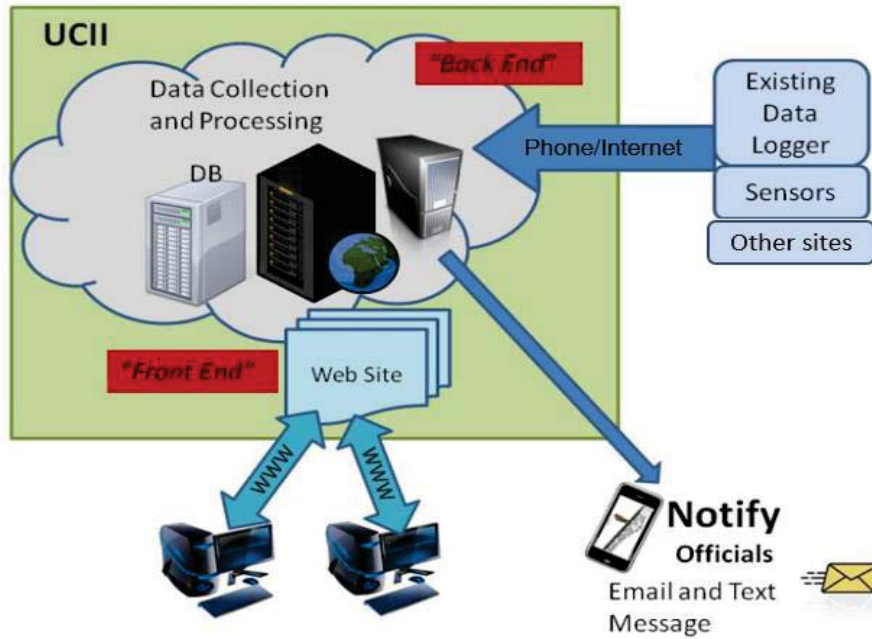 UCII
"Back End"
Data Collection
and Processing
DB
Phone/Internet
Existing
Data
Logger
Sensors
Other sites
"Front End"
Web Site
WWW
WWW
Notify
Officials
Email and Text
Message